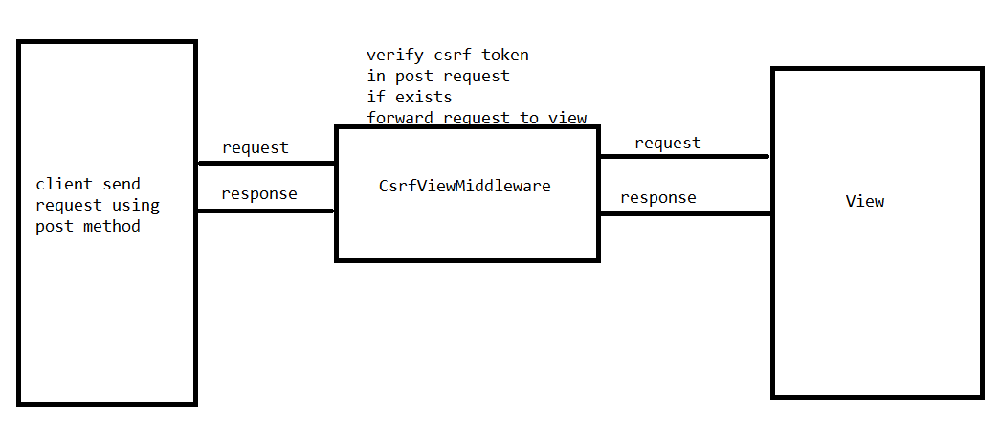 verify csrf token
in post request
if exists
forward request to view
request
request
client send
request using
post method
CsrfViewMiddleware
response
response
View